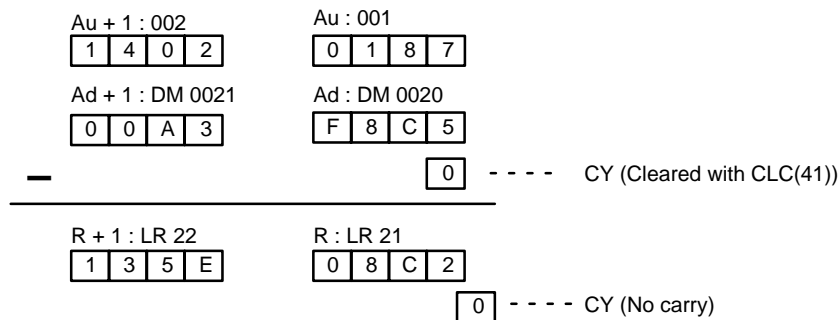 Au + 1 : 002 Au : 001
1 4 0 2 0 1 8 7
Ad + 1 : DM 0021 Ad : DM 0020
0 0 A 3 F 8 C 5
– 0 - - - - CY (Cleared with CLC(41))
R + 1 : LR 22 R : LR 21
1 3 5 E 0 8 C 2
0 - - - - CY (No carry)